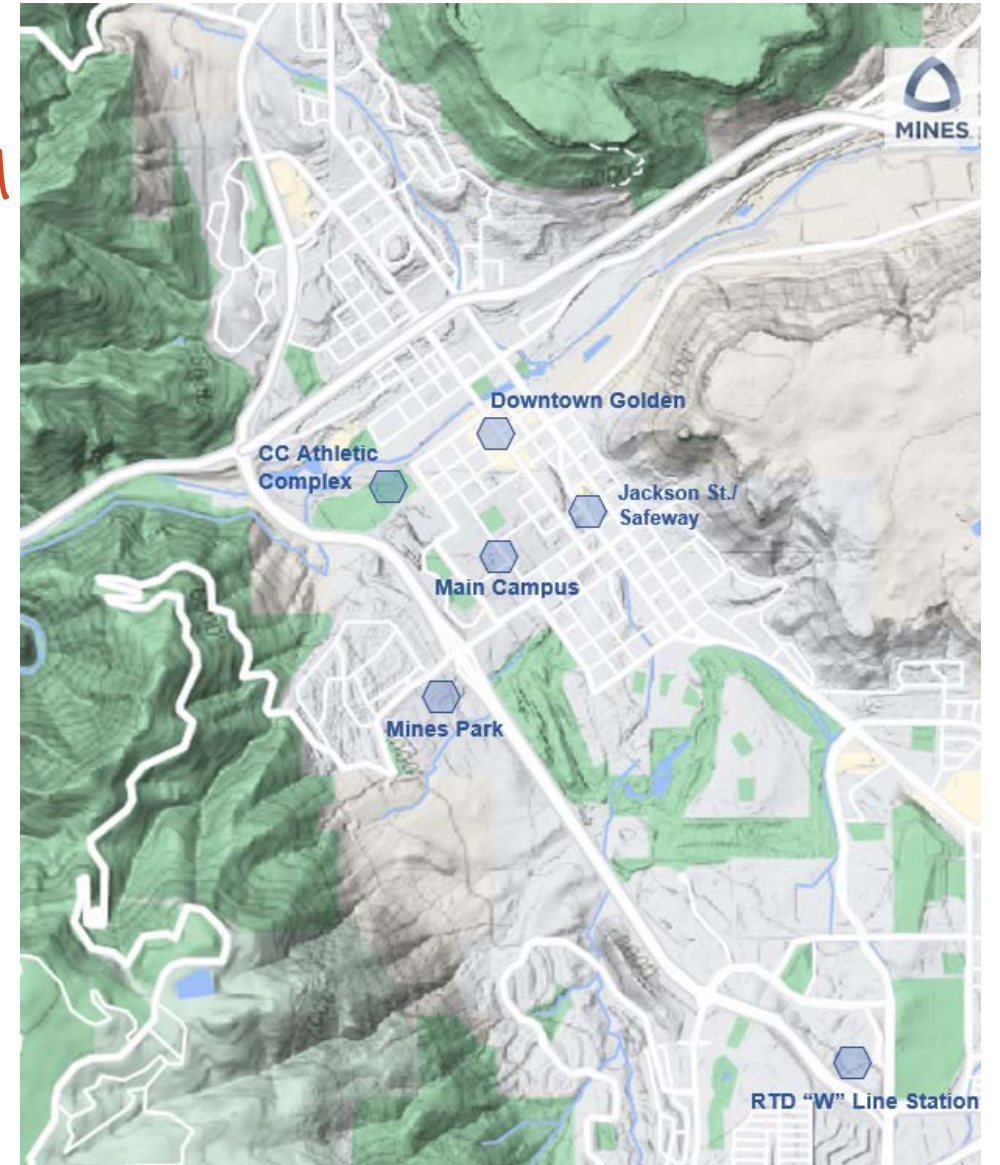 MINES
Downtown Golden
CC Athletic
Complex
Jackson St./
Safeway
Main Campus
Mines Park
RTD “W” Line Station